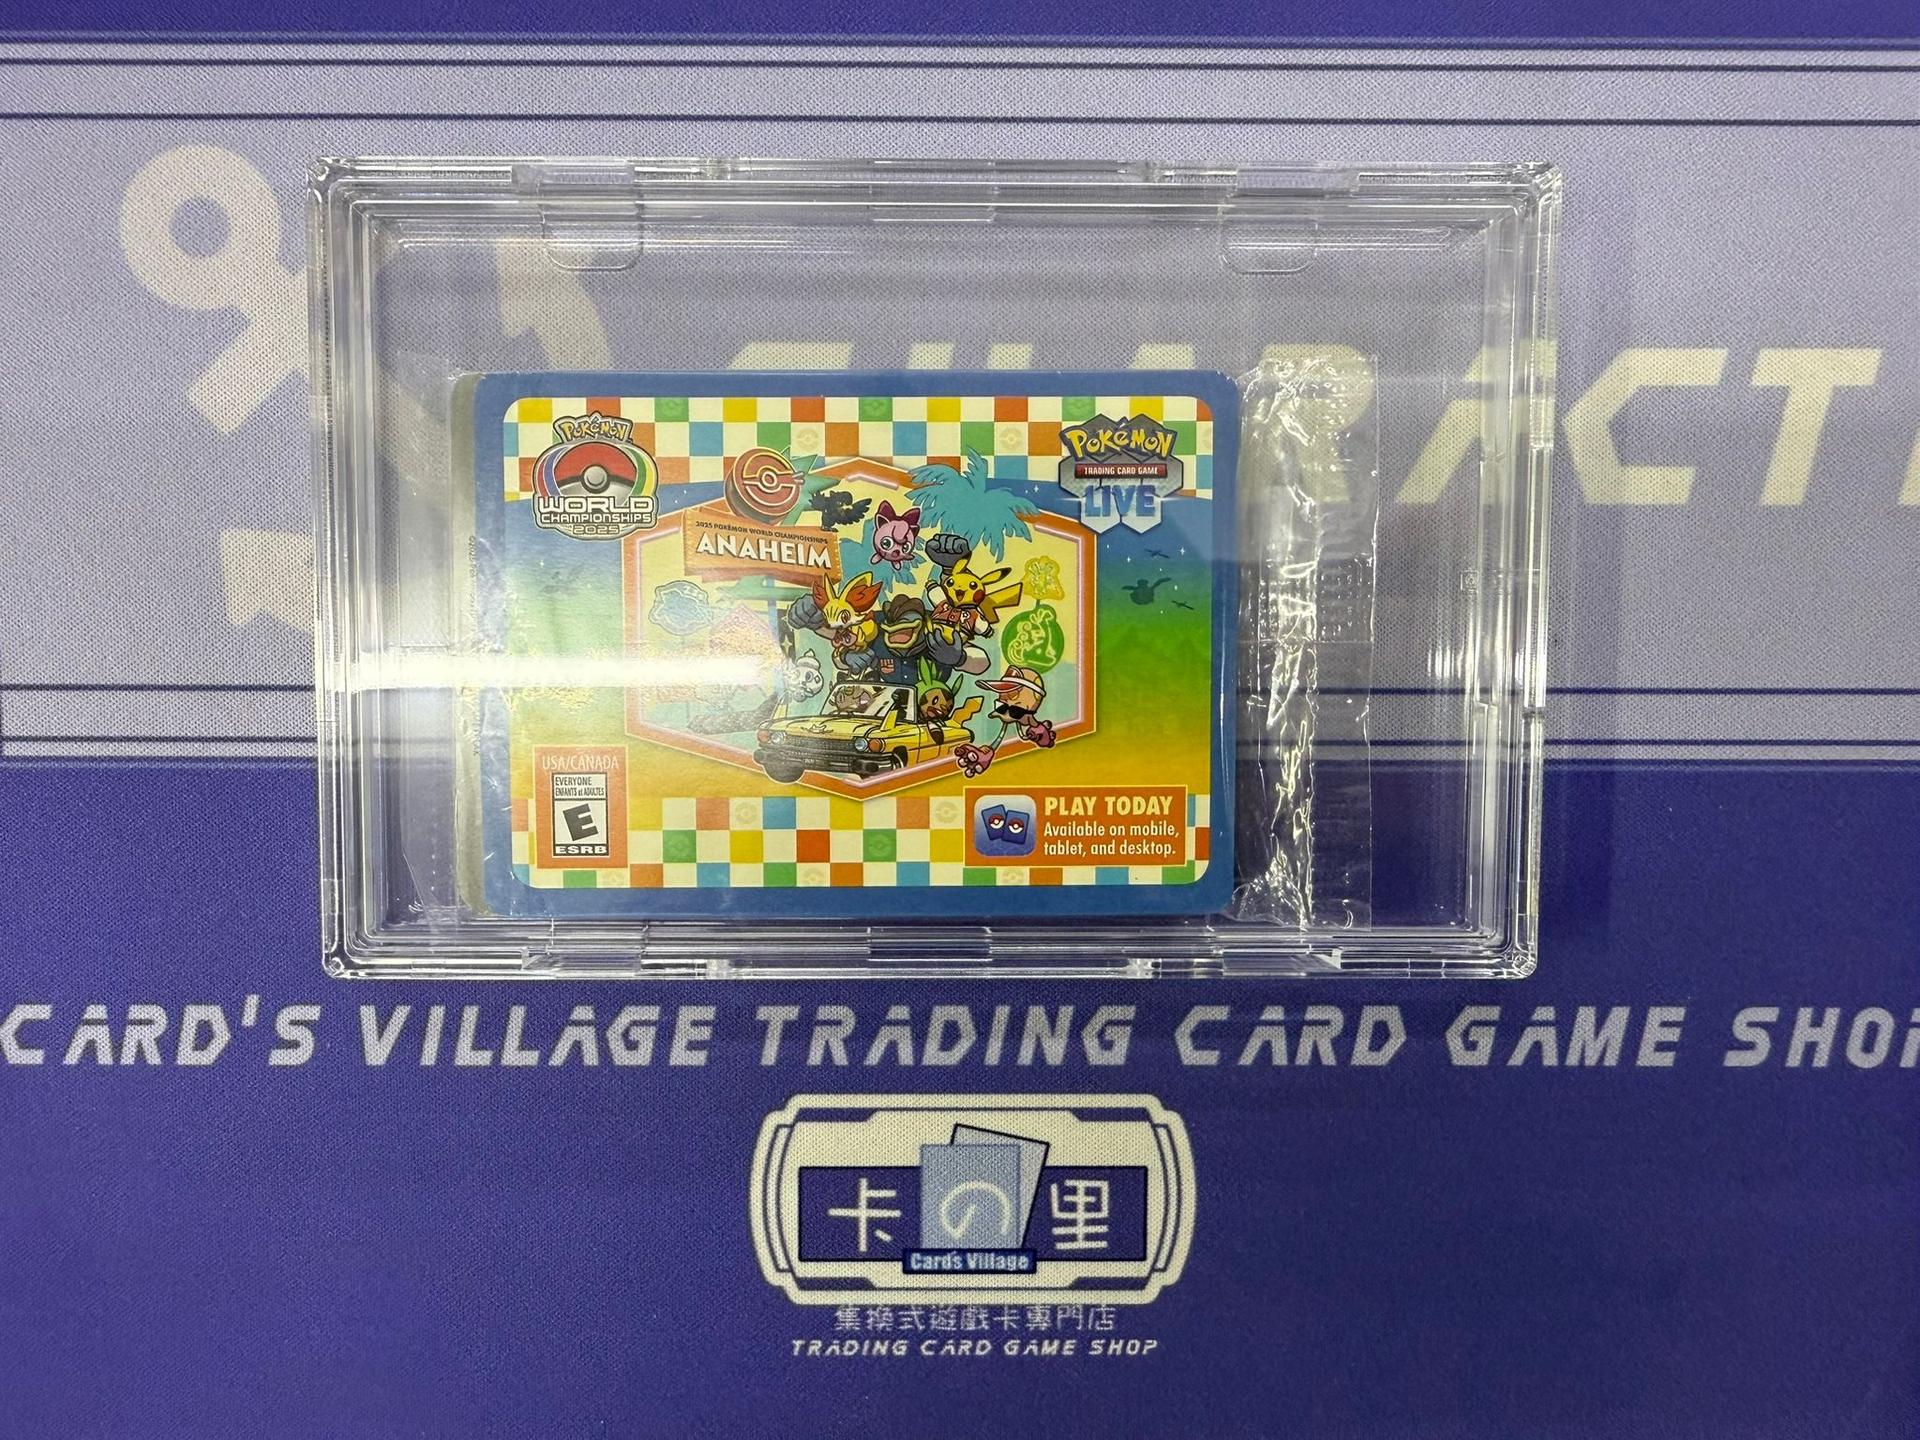 CHARACT
Pokémon
WORLD
CHAMPIONSHIPS
2025
Pokémon
TRADING CARD GAME
LIVE
2025 POKÉMON WORLD CHAMPIONSHIPS
ANAHEIM
USA/CANADA
EVERYONE
ENFANTS et ADULTES
E
ESRB
PLAY TODAY
Available on mobile,
tablet, and desktop.
CARD'S VILLAGE TRADING CARD GAME SHOP
卡の里
Card's Village
集換式遊戲卡專門店
TRADING CARD GAME SHOP